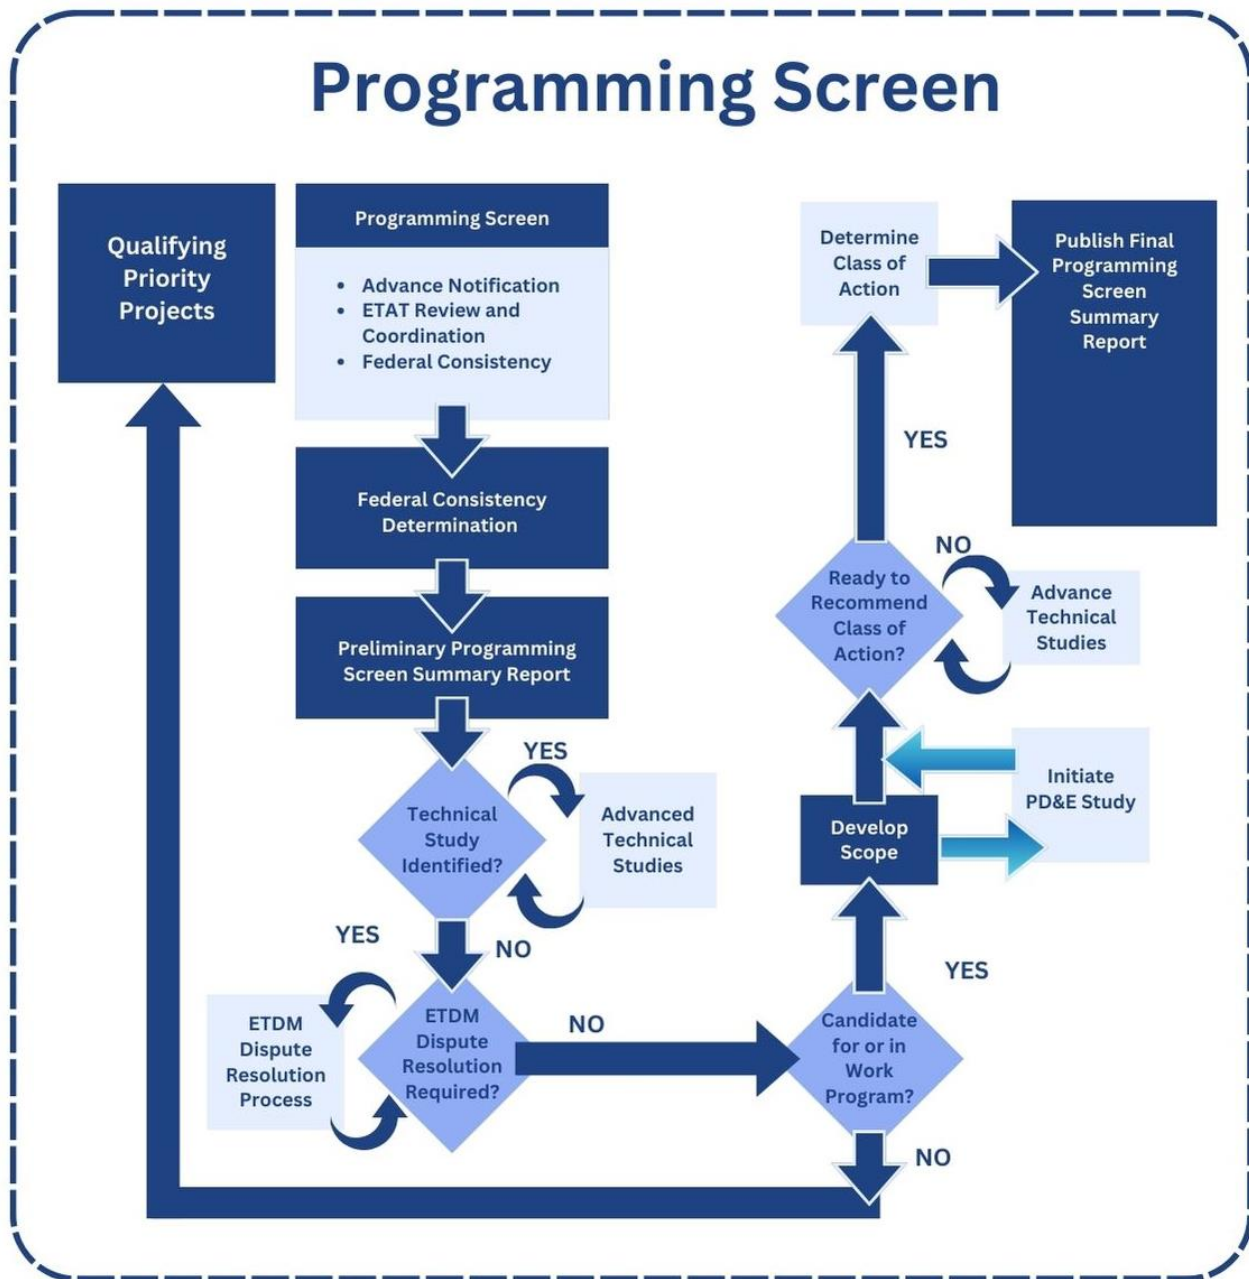 Programming Screen
Qualifying
Priority
Projects
Programming Screen
• Advance Notification
• ETAT Review and
Coordination
• Federal Consistency
Federal Consistency
Determination
Preliminary Programming
Screen Summary Report
YES
Technical
Study
Identified?
Advanced
Technical
Studies
NO
YES
ETDM
Dispute
Resolution
Process
ETDM
Dispute
Resolution
Required?
NO
Candidate
for or in
Work
Program?
NO
YES
Develop
Scope
Initiate
PD&E Study
Ready to
Recommend
Class of
Action?
NO
Advance
Technical
Studies
YES
Determine
Class of
Action
Publish Final
Programming
Screen
Summary
Report